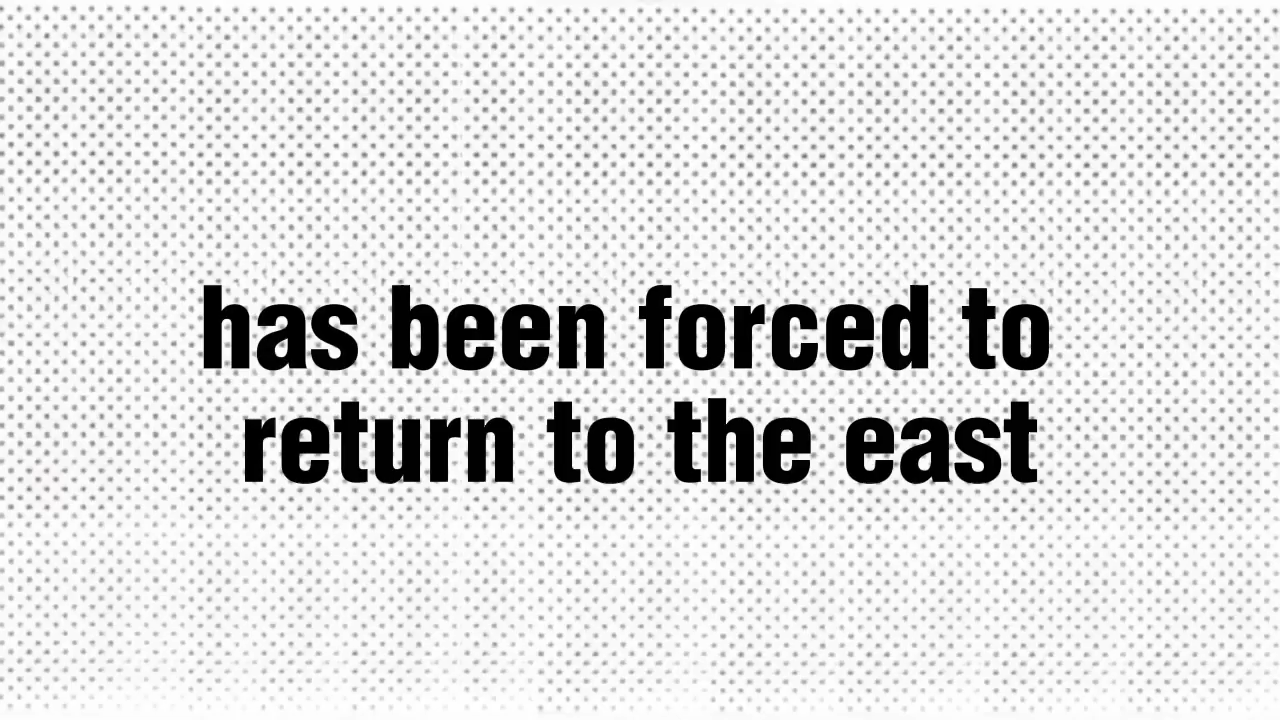 has been forced to
return to the east